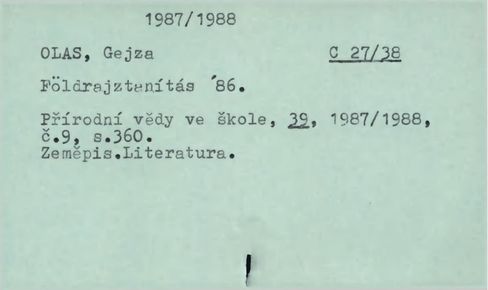 1987/1988
OLAS, Gejza C 27/38
Földrajztanítás ´86.
Přírodní vědy ve škole, 39, 1987/1988,
č.9, s.360.
Zeměpis.Literatura.